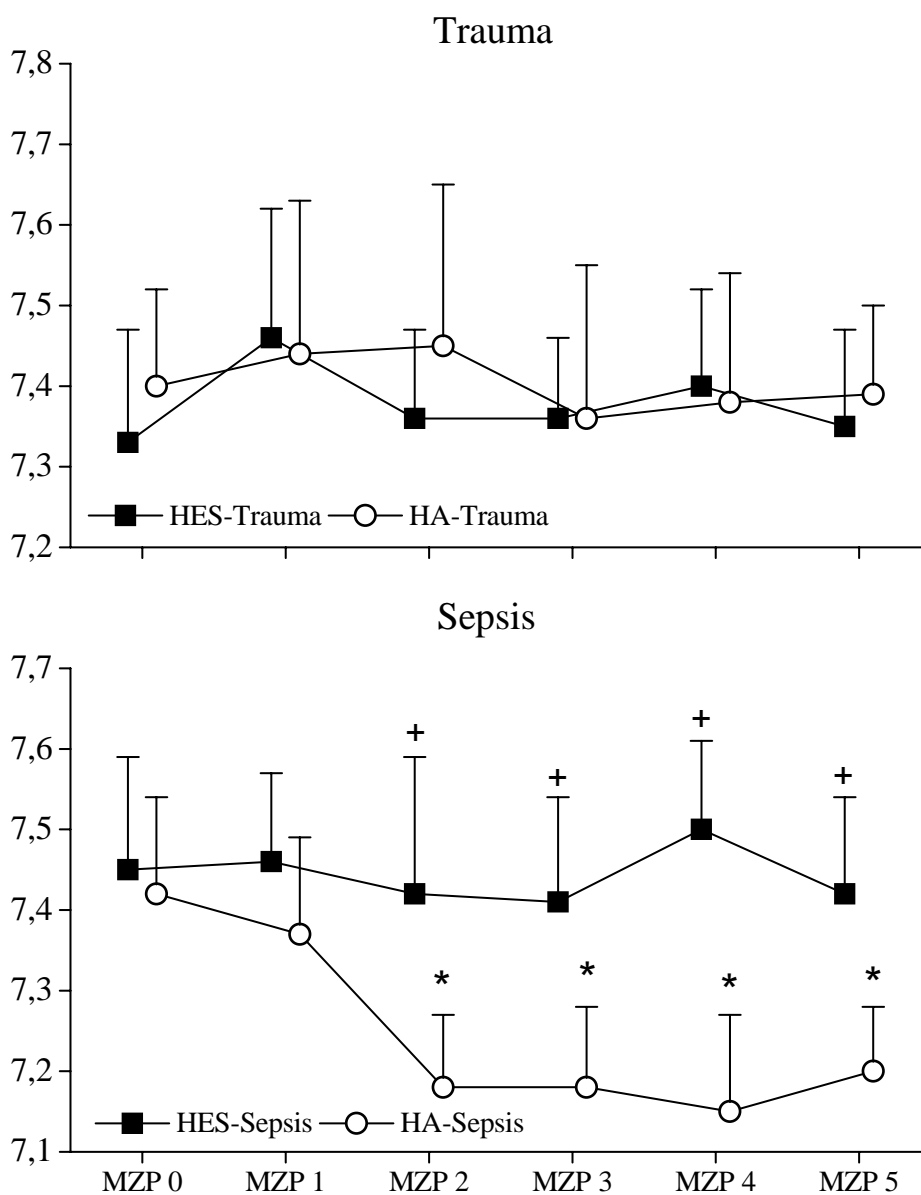 Trauma
7,8
7,7
7,6
7,5
7,4
7,3
7,2
HES-Trauma HA-Trauma
Sepsis
7,7
7,6
7,5
7,4
7,3
7,2
7,1
+ + + +
* * * *
HES-Sepsis HA-Sepsis
MZP 0 MZP 1 MZP 2 MZP 3 MZP 4 MZP 5